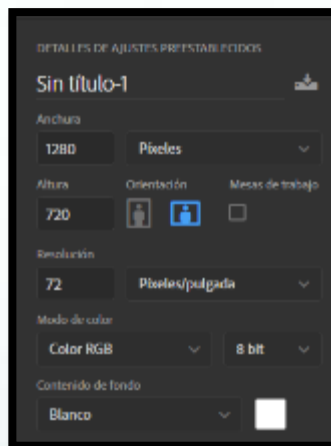 DETALLES DE AJUSTES PREESTABLECIDOS
Sin título-1
Anchura
1280 Píxeles
Altura Orientación Mesas de trabajo
720
Resolución
72 Píxeles/pulgada
Modo de color
Color RGB 8 bit
Contenido de fondo
Blanco